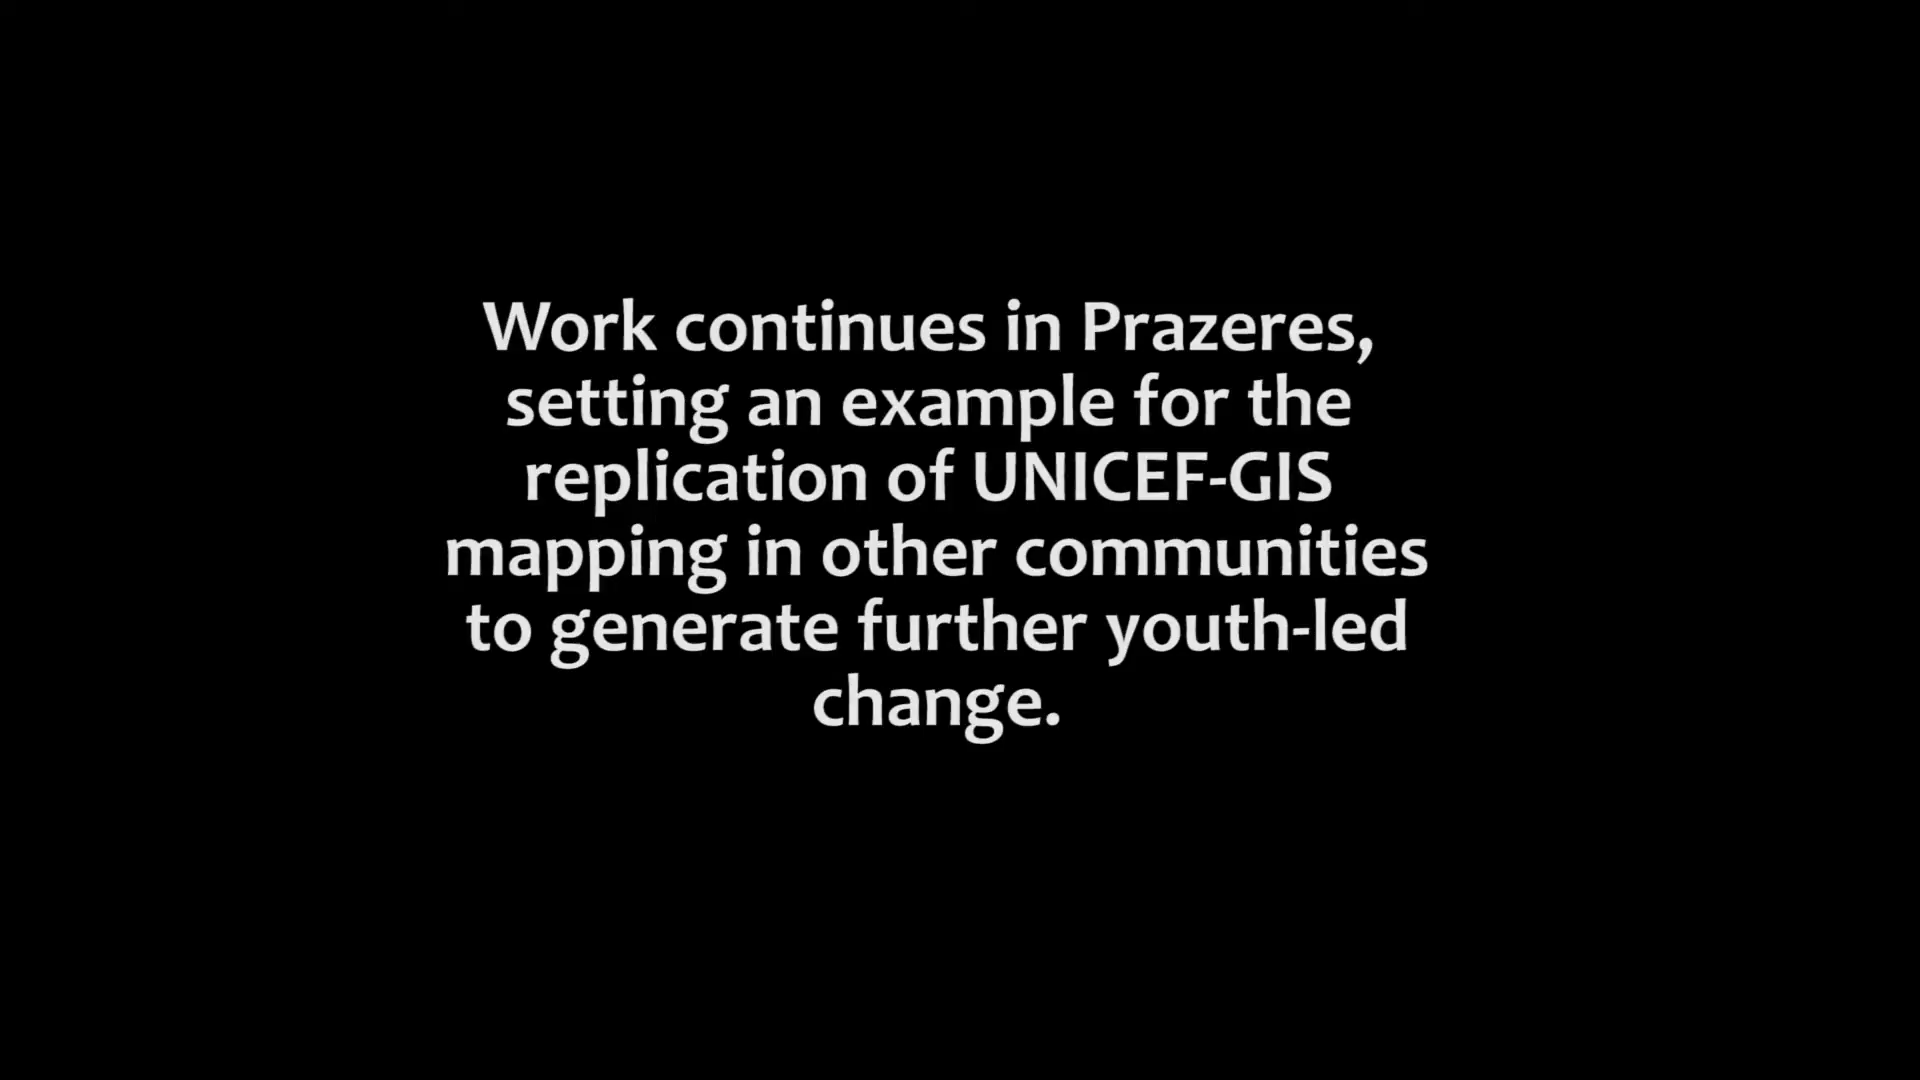 Work continues in Prazeres,
setting an example for the
replication of UNICEF-GIS
mapping in other communities
to generate further youth-led
change.